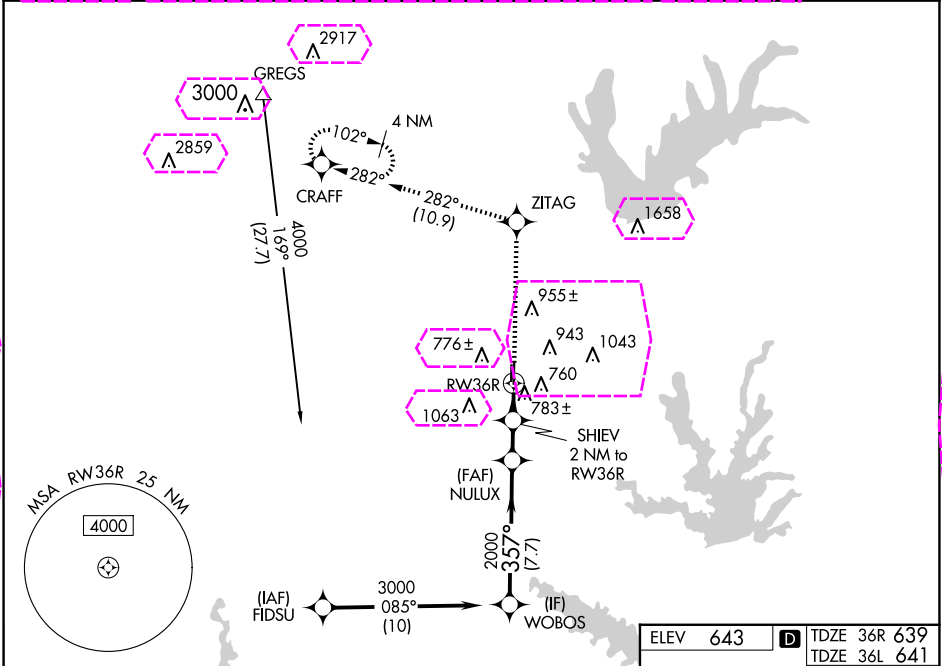 2917
GREGS
3000
2859
4 NM
102°
282°
CRAFF
282°
(10.9)
ZITAG
1658
4000
169°
(27.7)
955±
943
1043
776±
760
RW36R
783±
1063
SHIEV
2 NM to
RW36R
(FAF)
NULUX
MSA RW36R 25 NM
4000
2000
357°
(7.7)
(IAF)
FIDSU
3000
085°
(10)
(IF)
WOBOS
ELEV 643 D TDZE 36R 639
TDZE 36L 641